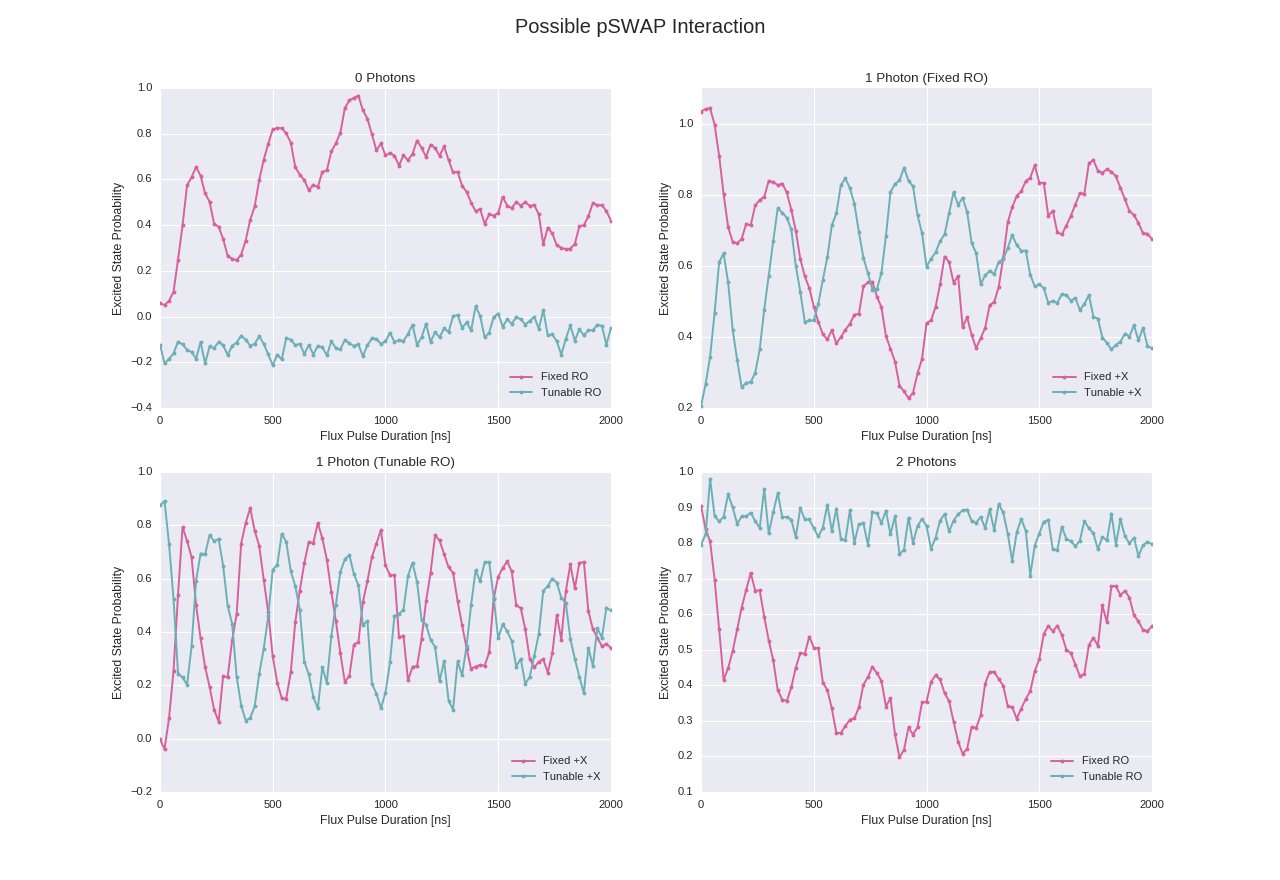 Possible pSWAP Interaction
0 Photons
Excited State Probability
1.0
0.8
0.6
0.4
0.2
0.0
−0.2
−0.4
Fixed RO
Tunable RO
0 500 1000 1500 2000
Flux Pulse Duration [ns]
1 Photon (Fixed RO)
Excited State Probability
1.0
0.8
0.6
0.4
0.2
Fixed +X
Tunable +X
0 500 1000 1500 2000
Flux Pulse Duration [ns]
1 Photon (Tunable RO)
Excited State Probability
1.0
0.8
0.6
0.4
0.2
0.0
−0.2
Fixed +X
Tunable +X
0 500 1000 1500 2000
Flux Pulse Duration [ns]
2 Photons
Excited State Probability
1.0
0.9
0.8
0.7
0.6
0.5
0.4
0.3
0.2
0.1
Fixed RO
Tunable RO
0 500 1000 1500 2000
Flux Pulse Duration [ns]